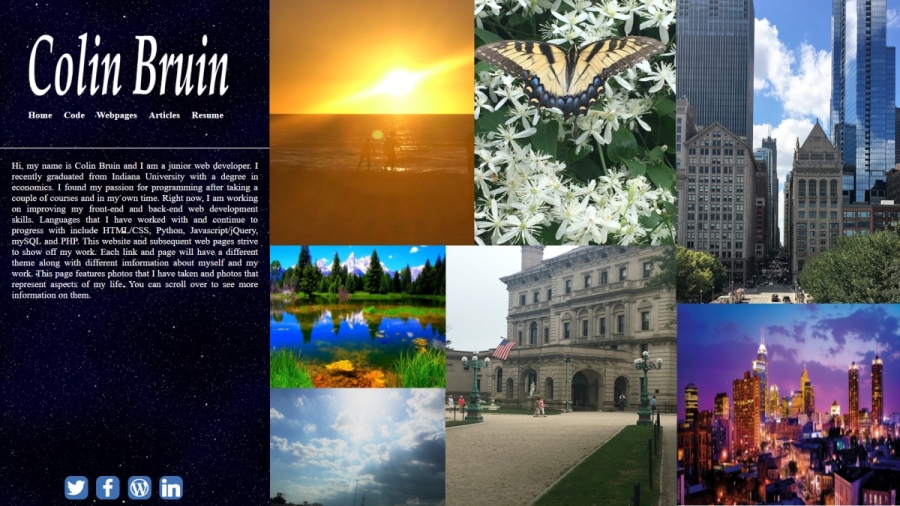 Colin Bruin
Home Code Webpages Articles Resume
Hi, my name is Colin Bruin and I am a junior web developer. I
recently graduated from Indiana University with a degree in
economics. I found my passion for programming after taking a
couple of courses and in my own time. Right now, I am working
on improving my front-end and back-end web development
skills. Languages that I have worked with and continue to
progress with include HTML/CSS, Python, Javascript/jQuery,
mySQL and PHP. This website and subsequent web pages strive
to show off my work. Each link and page will have a different
theme along with different imformation about myself and my
work. This page features photos that I have taken and photos that
represent aspects of my life. You can scroll over to see more
information on them.